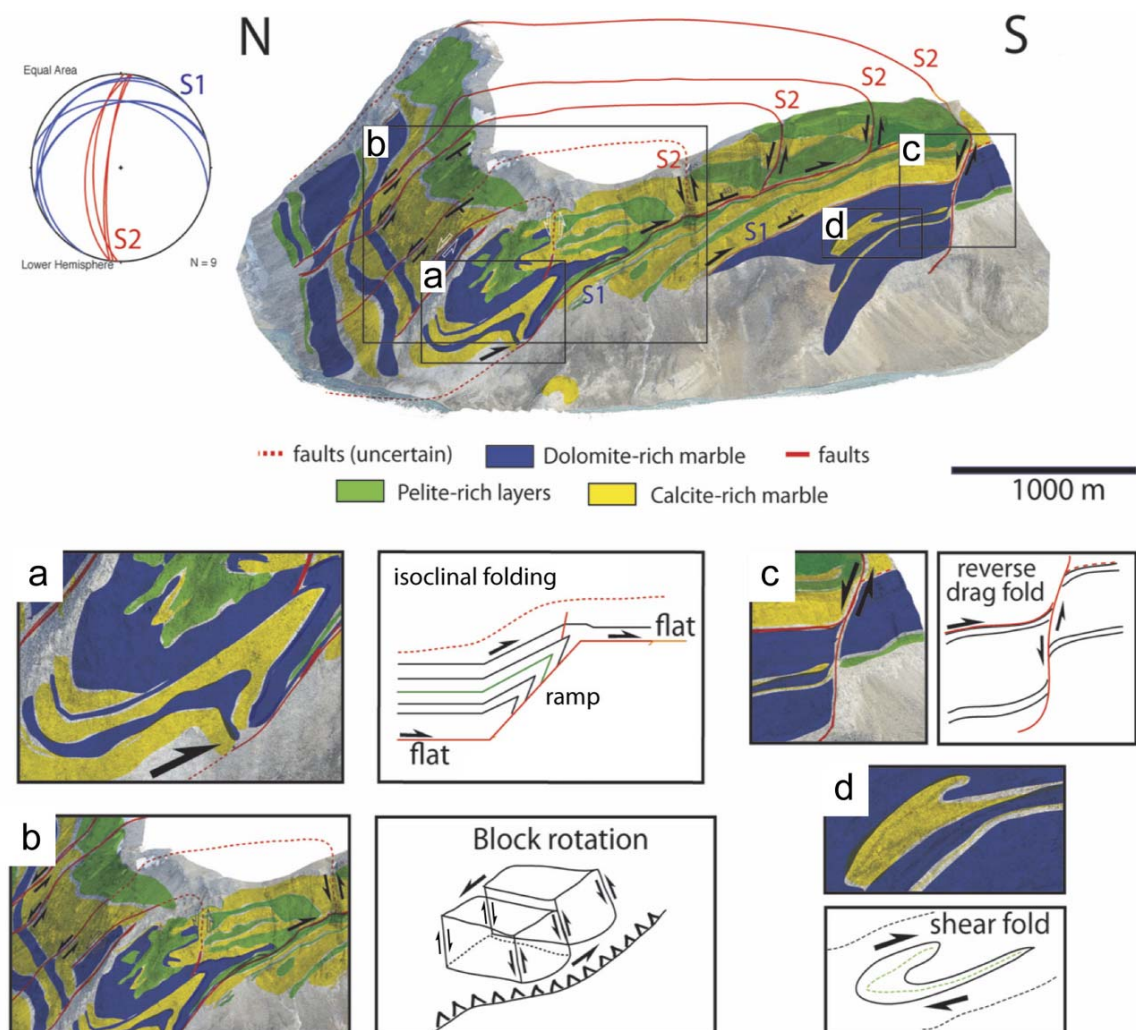 N
S
Equal Area
S1
S2
Lower Hemisphere
N = 9
S2
S2
S2
S2
b
c
d
a
S1
S1
faults (uncertain)
Dolomite-rich marble
faults
Pelite-rich layers
Calcite-rich marble
1000 m
a
isoclinal folding
flat
ramp
flat
c
reverse
drag fold
d
b
Block rotation
shear fold